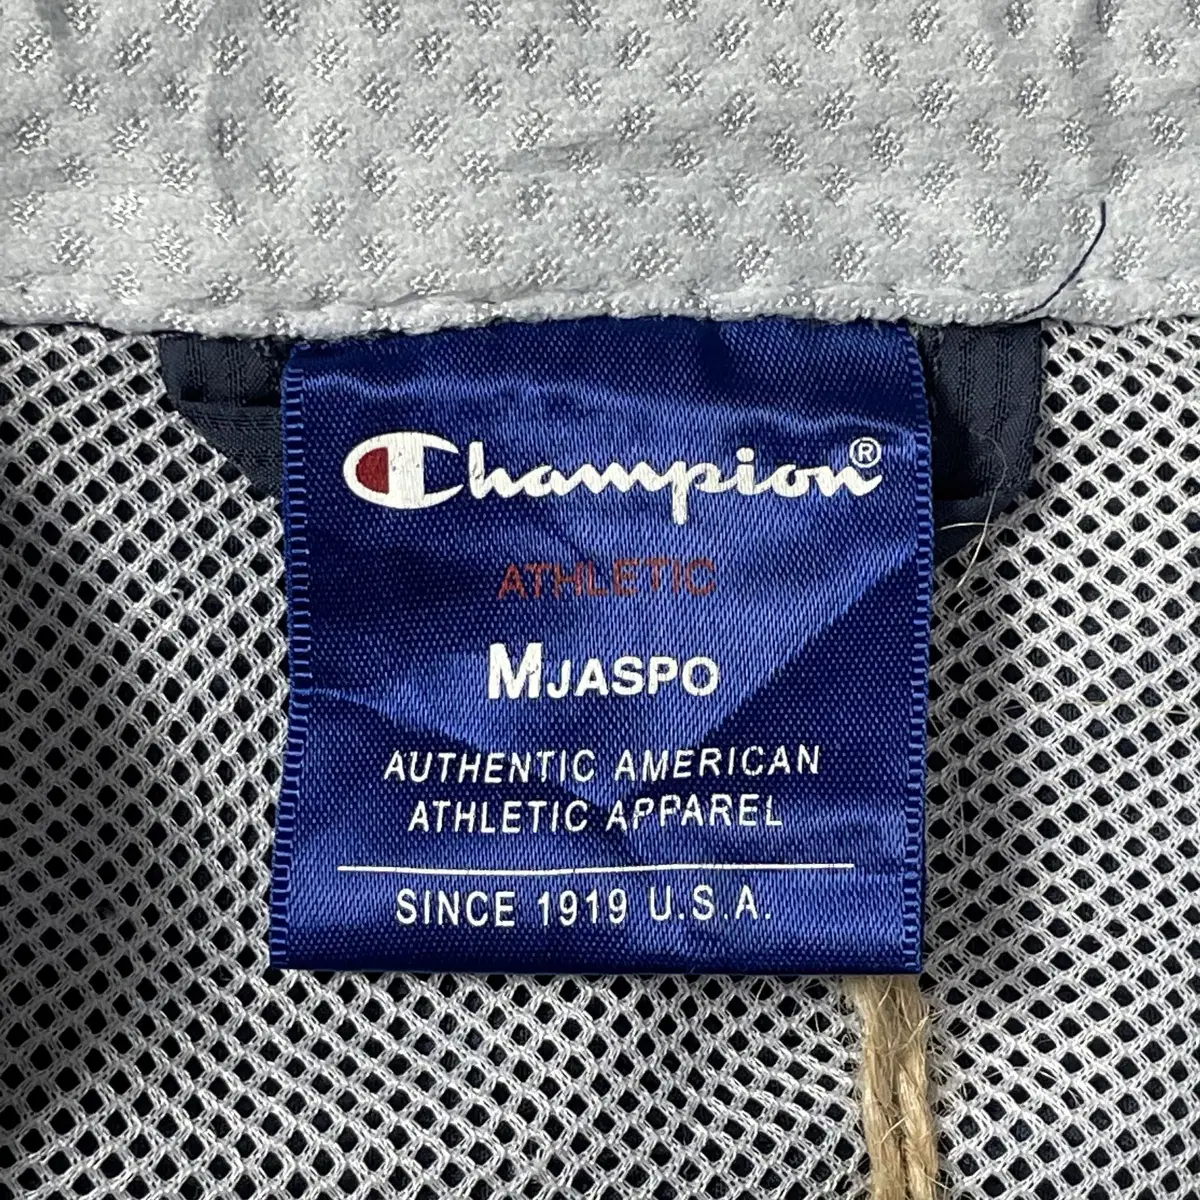 Champion®
ATHLETIC
MJASPO
AUTHENTIC AMERICAN
ATHLETIC APPAREL
SINCE 1919 U.S.A.